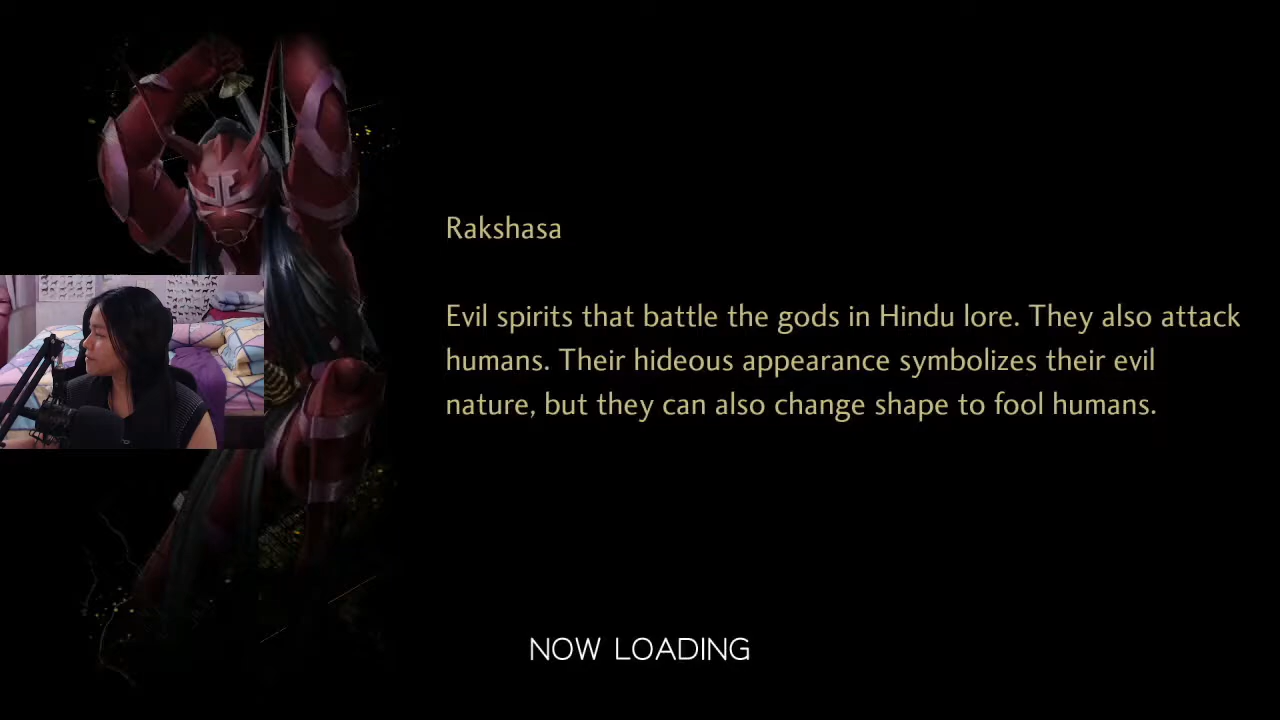 Rakshasa
Evil spirits that battle the gods in Hindu lore. They also attack
humans. Their hideous appearance symbolizes their evil
nature, but they can also change shape to fool humans.
NOW LOADING